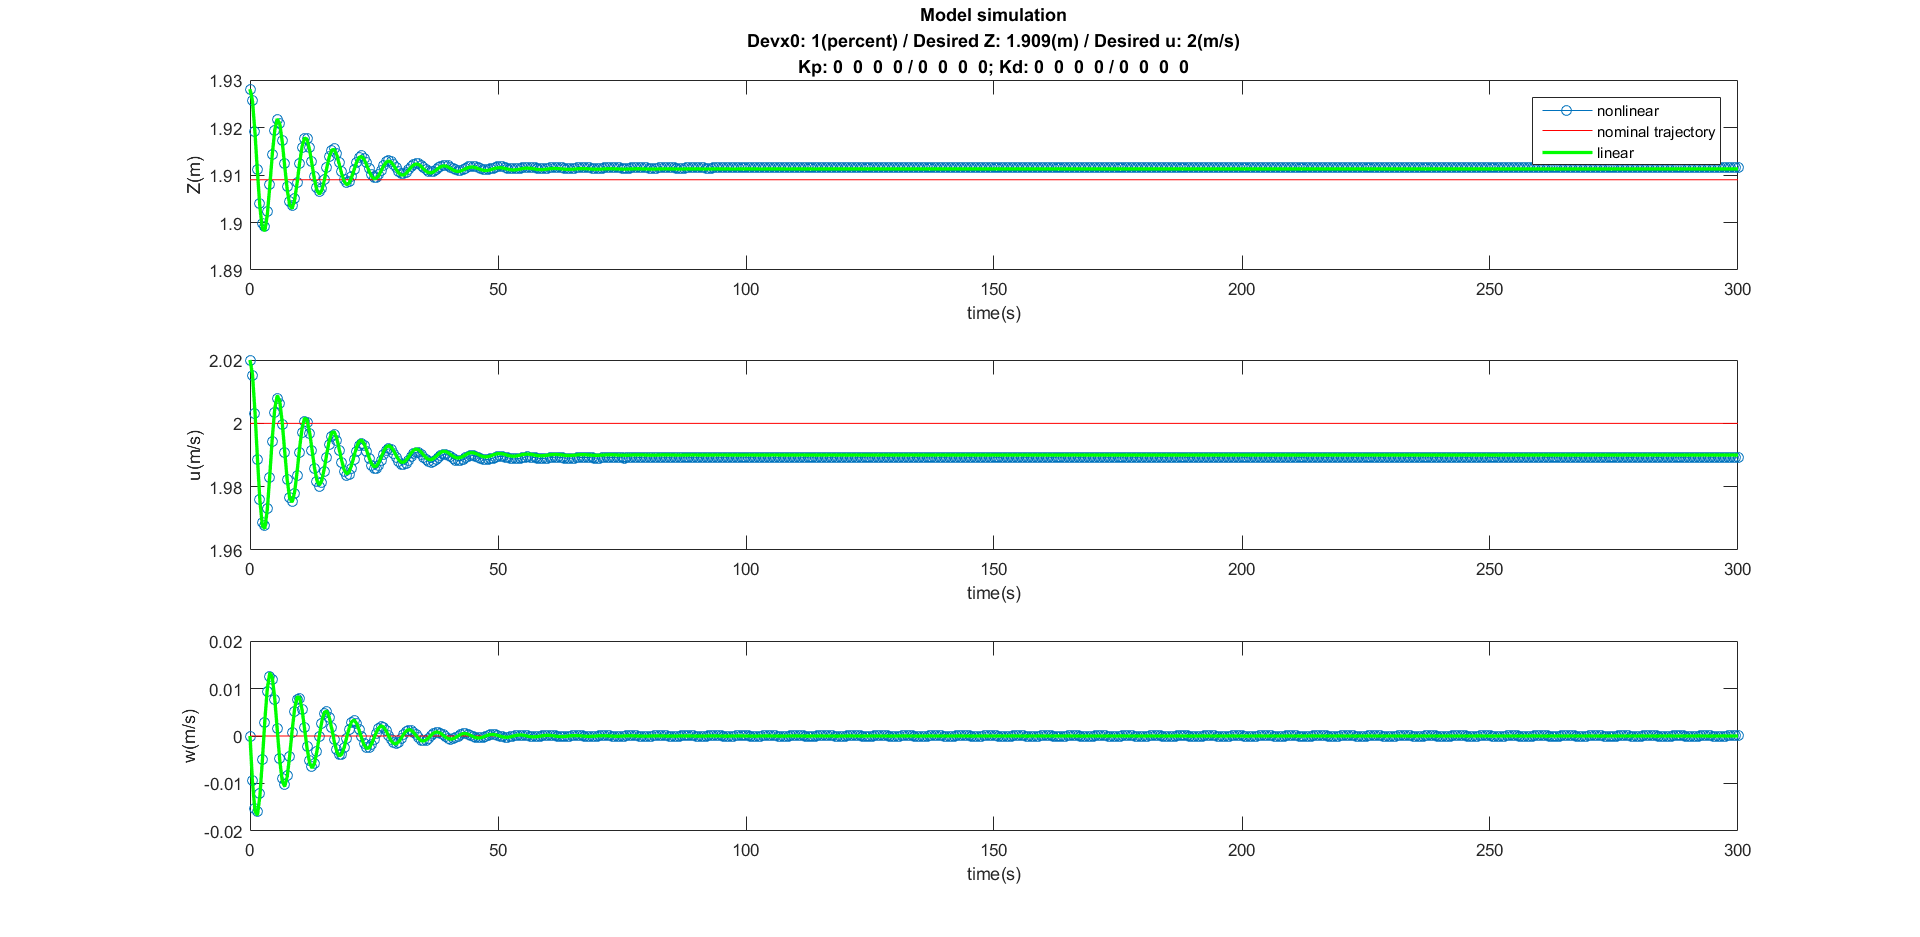 Model simulation
Devx0: 1(percent) / Desired Z: 1.909(m) / Desired u: 2(m/s)
Kp: 0 0 0 0 / 0 0 0 0; Kd: 0 0 0 0 / 0 0 0 0
1.93
1.92
1.91
1.9
1.89
Z(m)
nonlinear
nominal trajectory
linear
0 50 100 150 200 250 300
time(s)
2.02
2
1.98
1.96
u(m/s)
0 50 100 150 200 250 300
time(s)
0.02
0.01
0
-0.01
-0.02
w(m/s)
0 50 100 150 200 250 300
time(s)